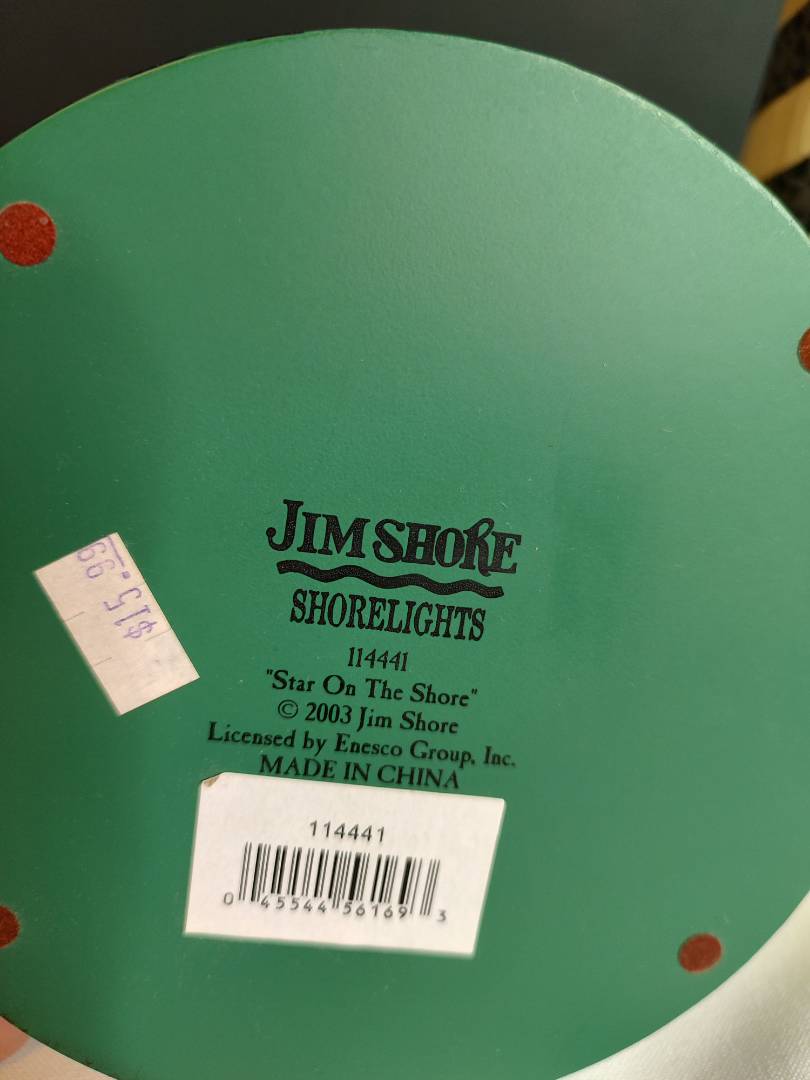 JIM SHORE
SHORELIGHTS
114441
"Star On The Shore"
© 2003 Jim Shore
Licensed by Enesco Group, Inc.
MADE IN CHINA
$15.99
114441
0 45544 56169 3